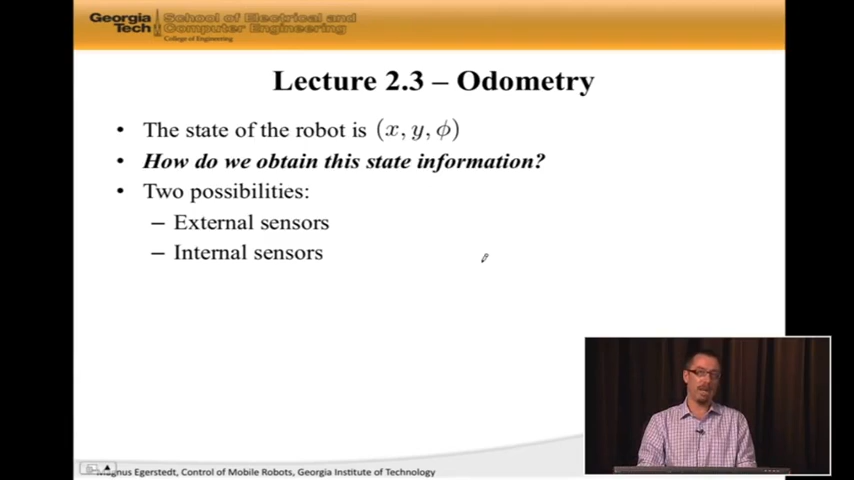 Georgia Tech
School of Electrical and Computer Engineering
College of Engineering
Lecture 2.3 – Odometry
• The state of the robot is (x, y, ϕ)
• How do we obtain this state information?
• Two possibilities:
– External sensors
– Internal sensors
Magnus Egerstedt, Control of Mobile Robots, Georgia Institute of Technology